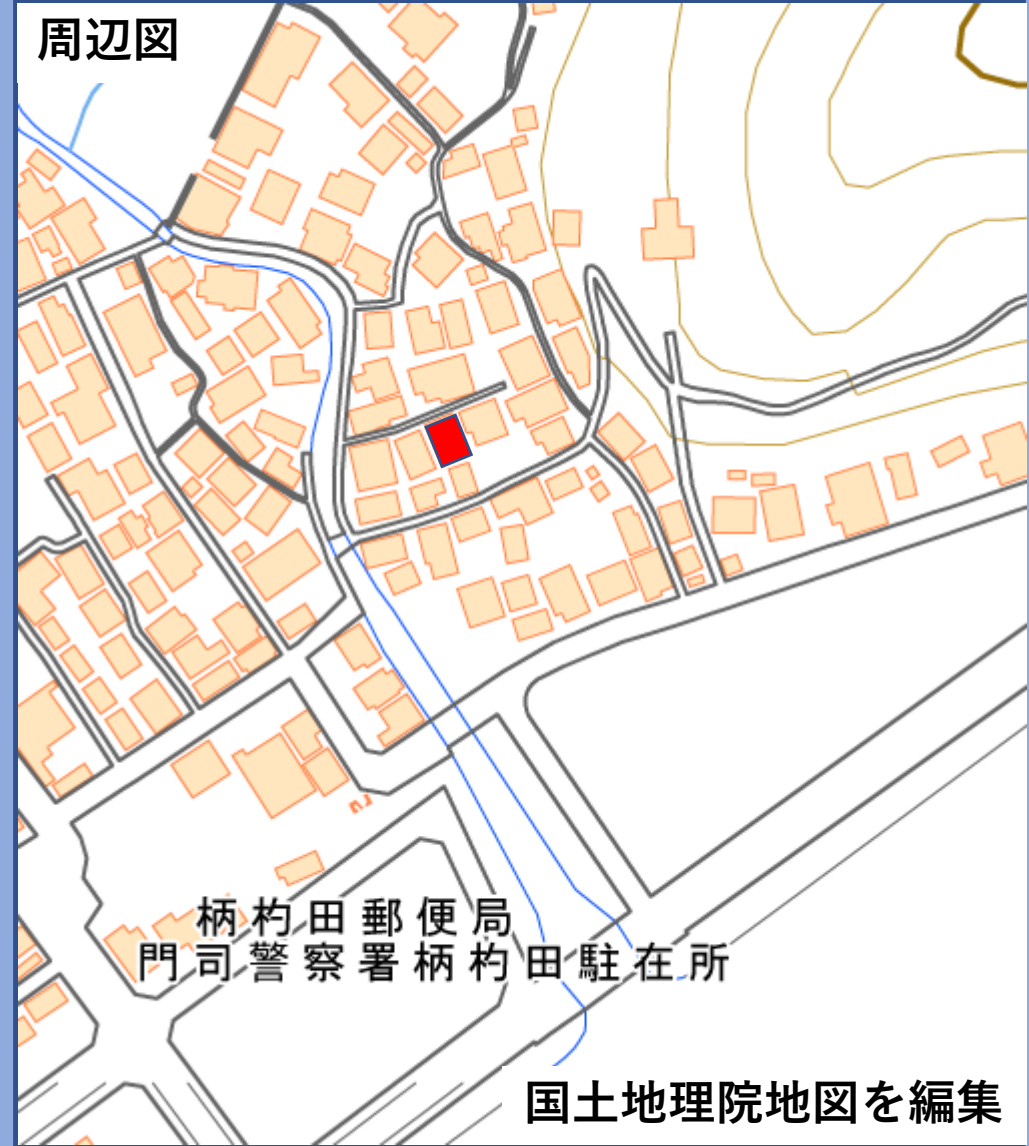 周辺図
柄杓田郵便局
門司警察署柄杓田駐在所
国土地理院地図を編集